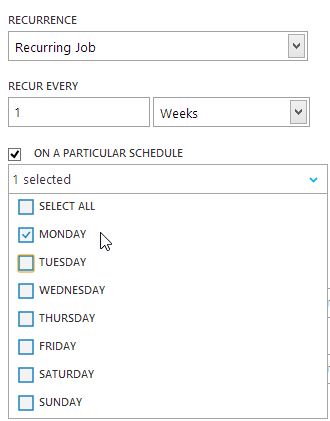 RECURRENCE
Recurring Job
RECUR EVERY
1 Weeks
ON A PARTICULAR SCHEDULE
1 selected
SELECT ALL
MONDAY
TUESDAY
WEDNESDAY
THURSDAY
FRIDAY
SATURDAY
SUNDAY